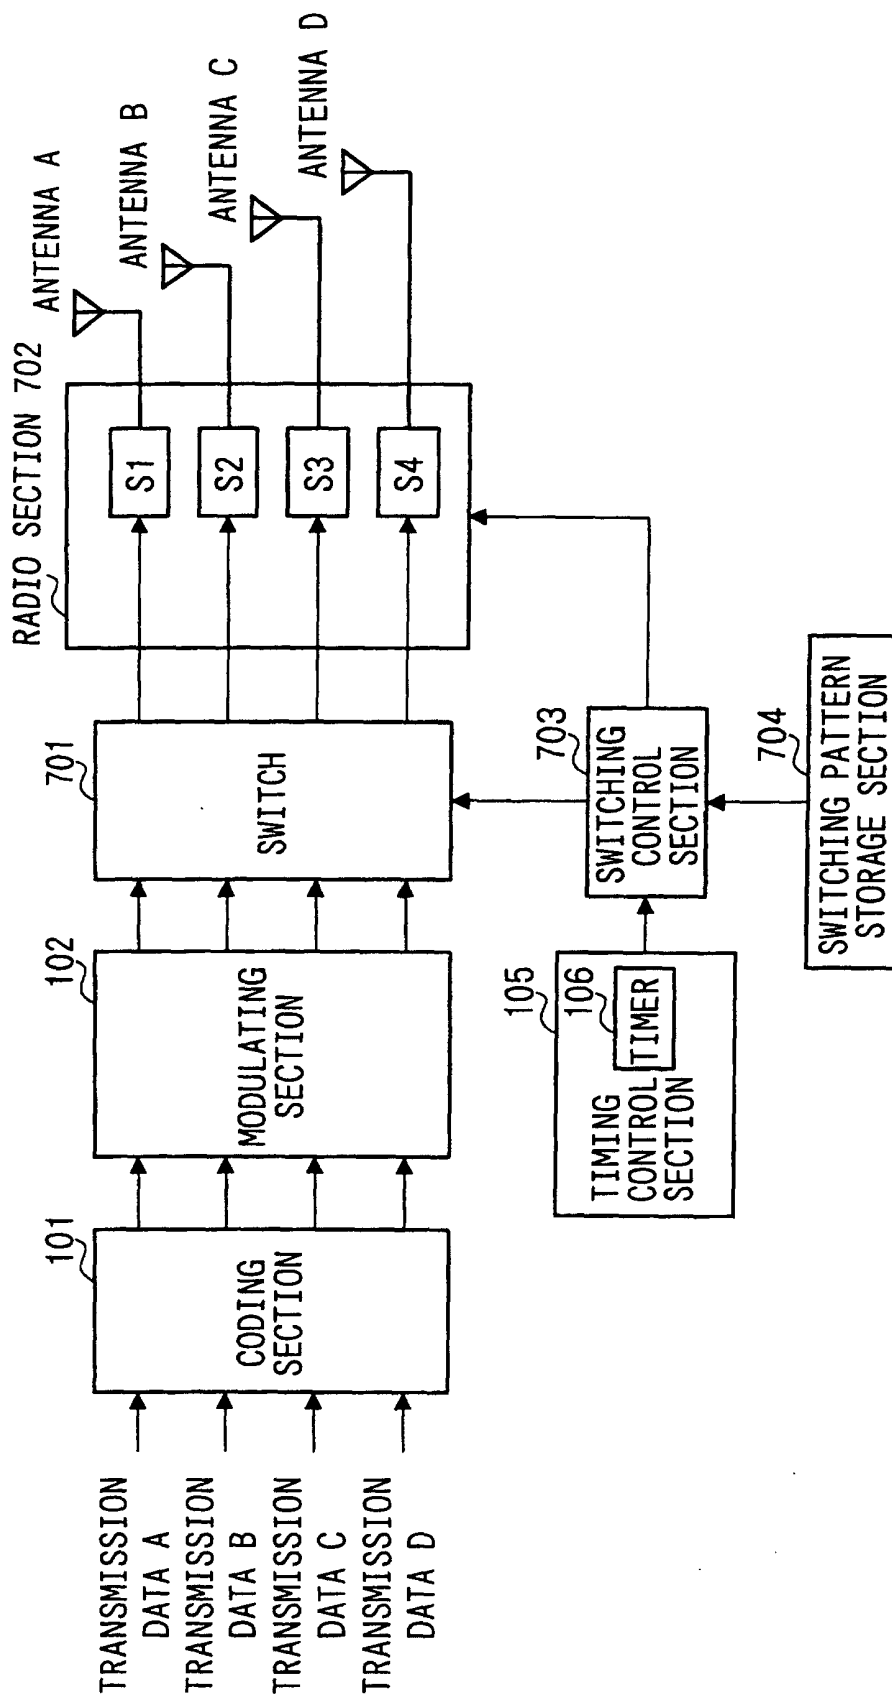 TRANSMISSION
DATA A
TRANSMISSION
DATA B
TRANSMISSION
DATA C
TRANSMISSION
DATA D
101
CODING
SECTION
102
MODULATING
SECTION
701
SWITCH
RADIO SECTION 702
S1
S2
S3
S4
ANTENNA A
ANTENNA B
ANTENNA C
ANTENNA D
105
106
TIMER
TIMING
CONTROL
SECTION
703
SWITCHING
CONTROL
SECTION
704
SWITCHING PATTERN
STORAGE SECTION